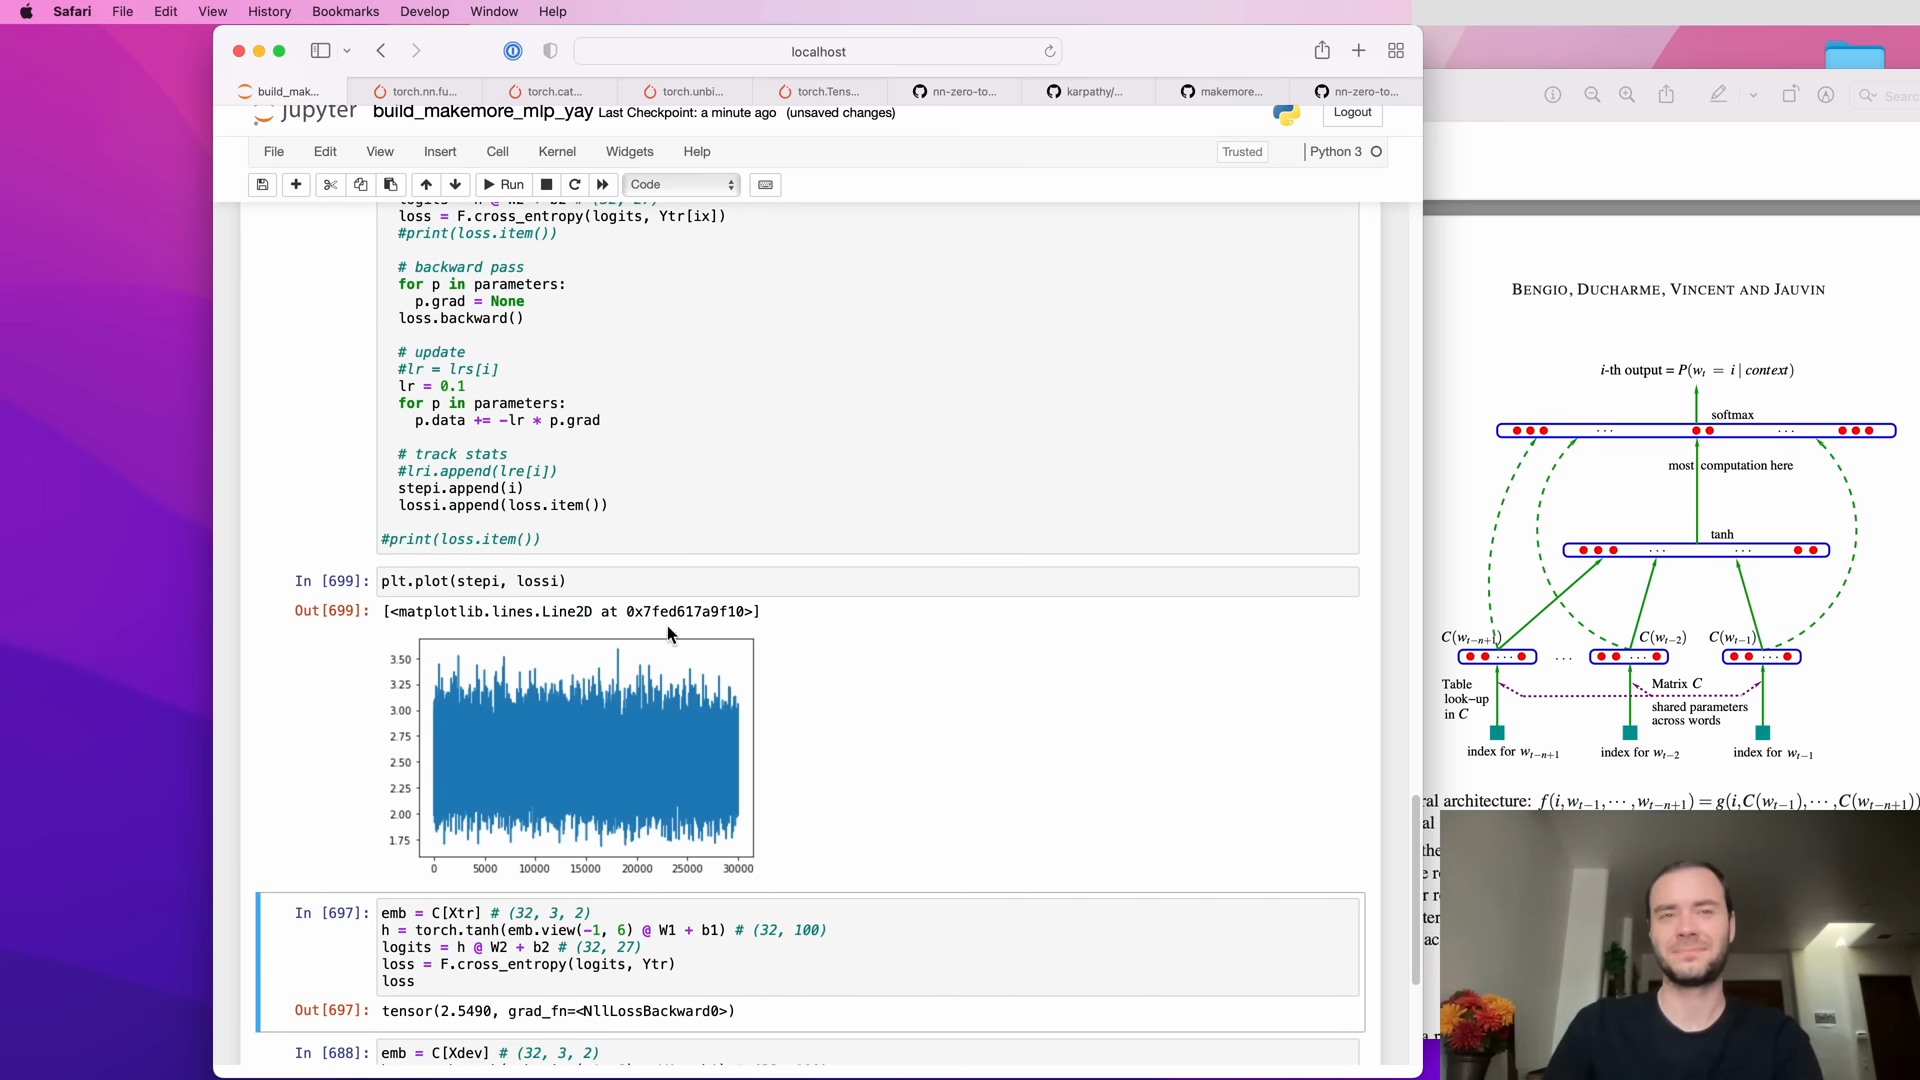 Safari File Edit View History Bookmarks Develop Window Help
localhost
build_mak... torch.nn.fu... torch.cat... torch.unbi... torch.Tens... nn-zero-to... karpathy/... makemore... nn-zero-to...
jupyter build_makemore_mlp_yay Last Checkpoint: a minute ago (unsaved changes) Logout
File Edit View Insert Cell Kernel Widgets Help Trusted Python 3
Run Code
logits = h @ W2 + b2 # (32, 27)
loss = F.cross_entropy(logits, Ytr[ix])
#print(loss.item())
# backward pass
for p in parameters:
p.grad = None
loss.backward()
# update
#lr = lrs[i]
lr = 0.1
for p in parameters:
p.data += -lr * p.grad
# track stats
#lri.append(lre[i])
stepi.append(i)
lossi.append(loss.item())
#print(loss.item())
In [699]: plt.plot(stepi, lossi)
Out[699]: [<matplotlib.lines.Line2D at 0x7fed617a9f10>]
3.50
3.25
3.00
2.75
2.50
2.25
2.00
1.75
0 5000 10000 15000 20000 25000 30000
In [697]: emb = C[Xtr] # (32, 3, 2)
h = torch.tanh(emb.view(-1, 6) @ W1 + b1) # (32, 100)
logits = h @ W2 + b2 # (32, 27)
loss = F.cross_entropy(logits, Ytr)
loss
Out[697]: tensor(2.5490, grad_fn=<NllLossBackward0>)
In [688]: emb = C[Xdev] # (32, 3, 2)
Search
BENGIO, DUCHARME, VINCENT AND JAUVIN
i-th output = P(w_t = i | context)
softmax
... ... 
most computation here
tanh
... ...
C(w_{t−n+1}) C(w_{t−2}) C(w_{t−1})
... ... ... ...
Table look−up in C
Matrix C
shared parameters across words
index for w_{t−n+1} index for w_{t−2} index for w_{t−1}
ral architecture: f(i,w_{t−1},···,w_{t−n+1}) = g(i,C(w_{t−1}),···,C(w_{t−n+1}))
al
the